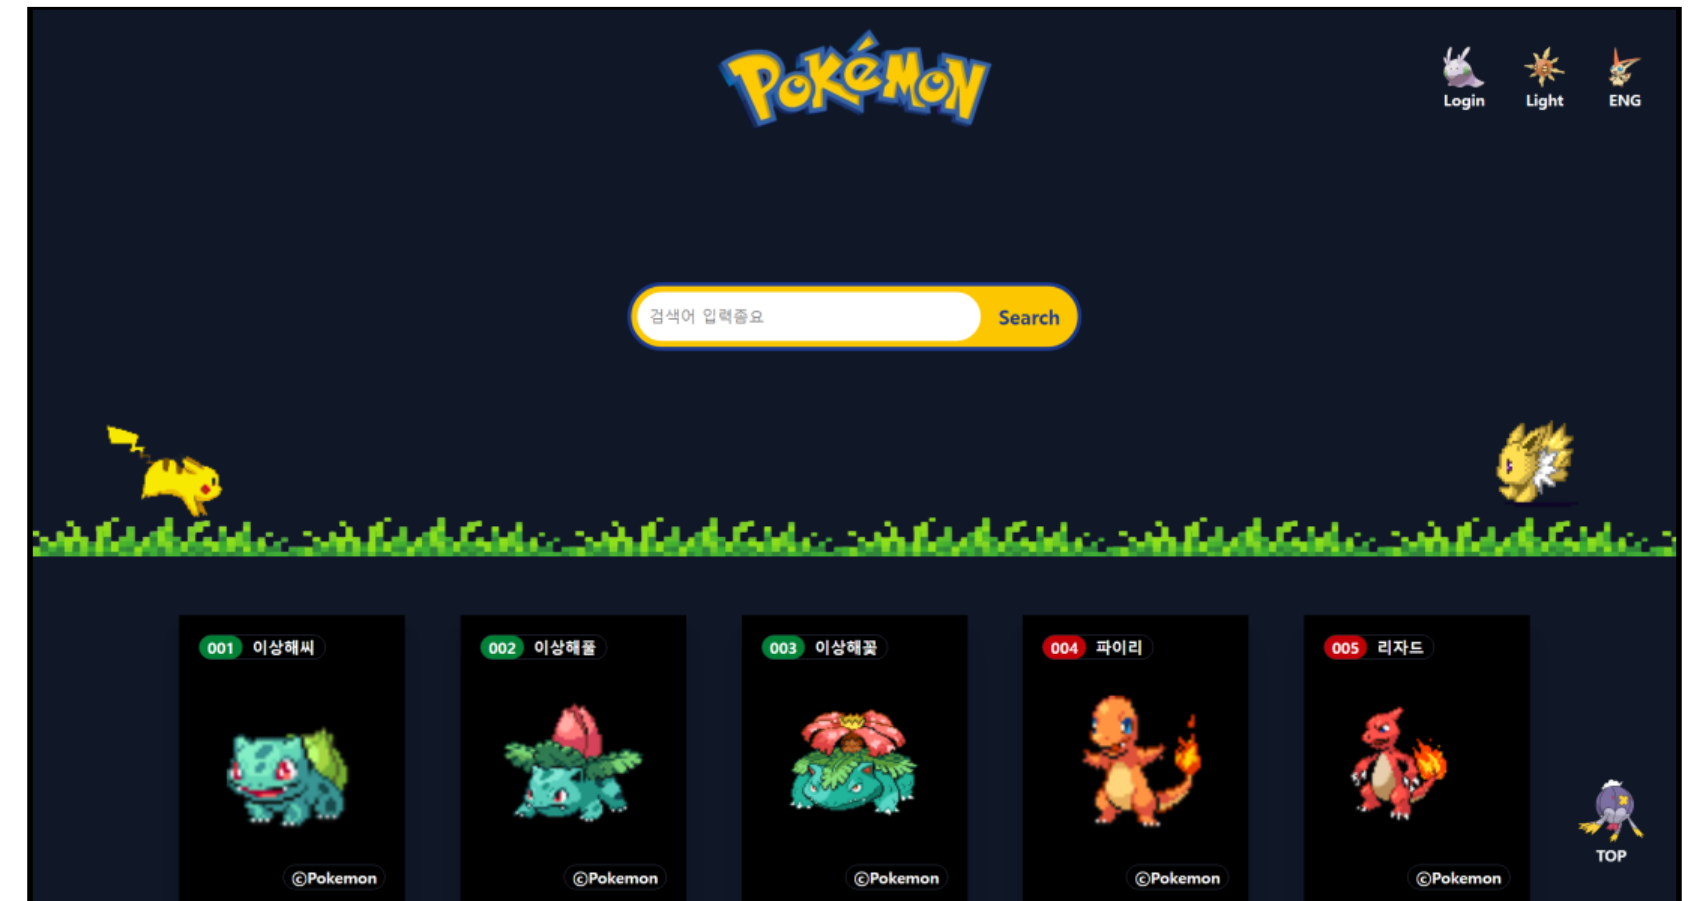 POKéMON
Login
Light
ENG
검색어 입력좀요
Search
001 이상해씨
002 이상해풀
003 이상해꽃
004 파이리
005 리자드
©Pokemon
©Pokemon
©Pokemon
©Pokemon
©Pokemon
TOP